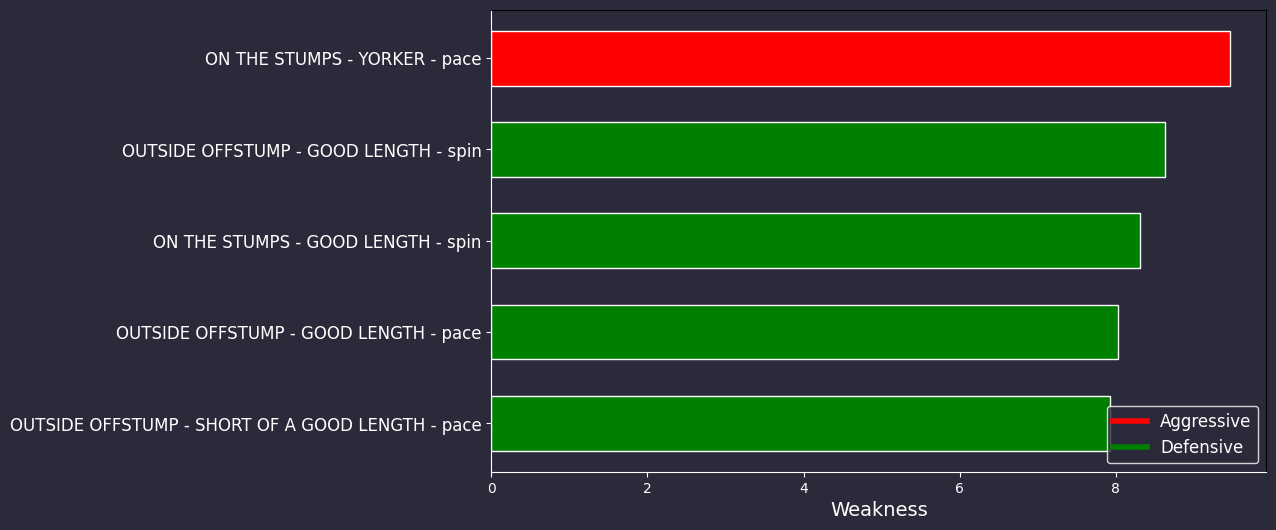 ON THE STUMPS - YORKER - pace
OUTSIDE OFFSTUMP - GOOD LENGTH - spin
ON THE STUMPS - GOOD LENGTH - spin
OUTSIDE OFFSTUMP - GOOD LENGTH - pace
OUTSIDE OFFSTUMP - SHORT OF A GOOD LENGTH - pace
Aggressive
Defensive
0 2 4 6 8
Weakness